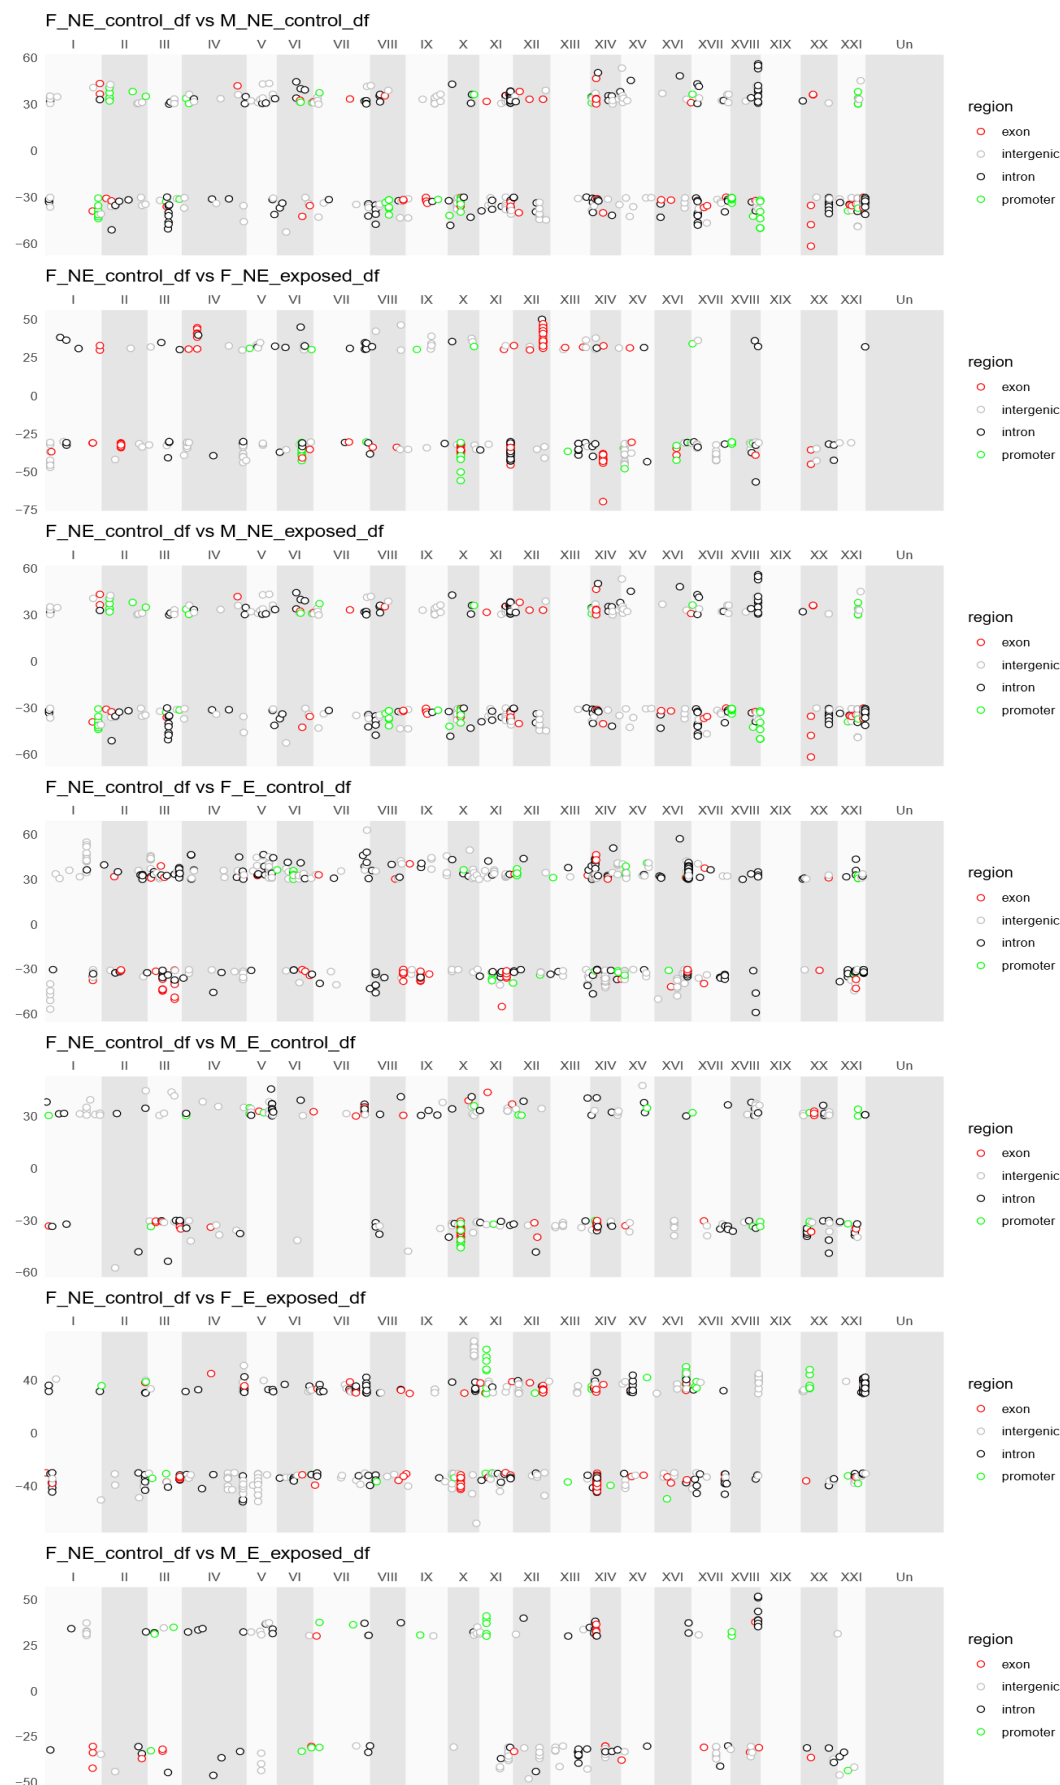 F_NE_control_df vs M_NE_control_df
I II III IV V VI VII VIII IX X XI XII XIII XIV XV XVI XVII XVIII XIX XX XXI Un
60
30
0
−30
−60
region
exon
intergenic
intron
promoter
F_NE_control_df vs F_NE_exposed_df
I II III IV V VI VII VIII IX X XI XII XIII XIV XV XVI XVII XVIII XIX XX XXI Un
50
25
0
−25
−50
−75
region
exon
intergenic
intron
promoter
F_NE_control_df vs M_NE_exposed_df
I II III IV V VI VII VIII IX X XI XII XIII XIV XV XVI XVII XVIII XIX XX XXI Un
60
30
0
−30
−60
region
exon
intergenic
intron
promoter
F_NE_control_df vs F_E_control_df
I II III IV V VI VII VIII IX X XI XII XIII XIV XV XVI XVII XVIII XIX XX XXI Un
60
30
0
−30
−60
region
exon
intergenic
intron
promoter
F_NE_control_df vs M_E_control_df
I II III IV V VI VII VIII IX X XI XII XIII XIV XV XVI XVII XVIII XIX XX XXI Un
30
0
−30
−60
region
exon
intergenic
intron
promoter
F_NE_control_df vs F_E_exposed_df
I II III IV V VI VII VIII IX X XI XII XIII XIV XV XVI XVII XVIII XIX XX XXI Un
40
0
−40
region
exon
intergenic
intron
promoter
F_NE_control_df vs M_E_exposed_df
I II III IV V VI VII VIII IX X XI XII XIII XIV XV XVI XVII XVIII XIX XX XXI Un
50
25
0
−25
−50
region
exon
intergenic
intron
promoter